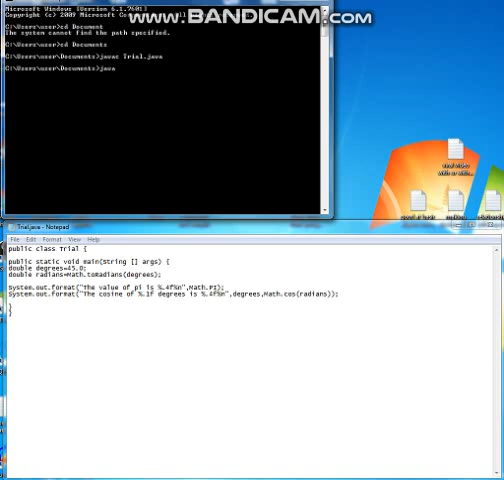 Microsoft Windows [Version 6.1.7601]
www.BANDICAM.com
Copyright (c) 2009 Microsoft Corporation. All rights reserved.
C:\Users\user>cd Document
The system cannot find the path specified.
C:\Users\user>cd Documents
C:\Users\user\Documents>javac Trial.java
C:\Users\user\Documents>java
Trial.java - Notepad
File Edit Format View Help
public class Trial {
public static void main(String [] args) {
double degrees=45.0;
double radians=Math.toRadians(degrees);
System.out.format("The value of pi is %.4f%n",Math.PI);
System.out.format("The cosine of %.1f degrees is %.4f%n",degrees,Math.cos(radians));
}
}